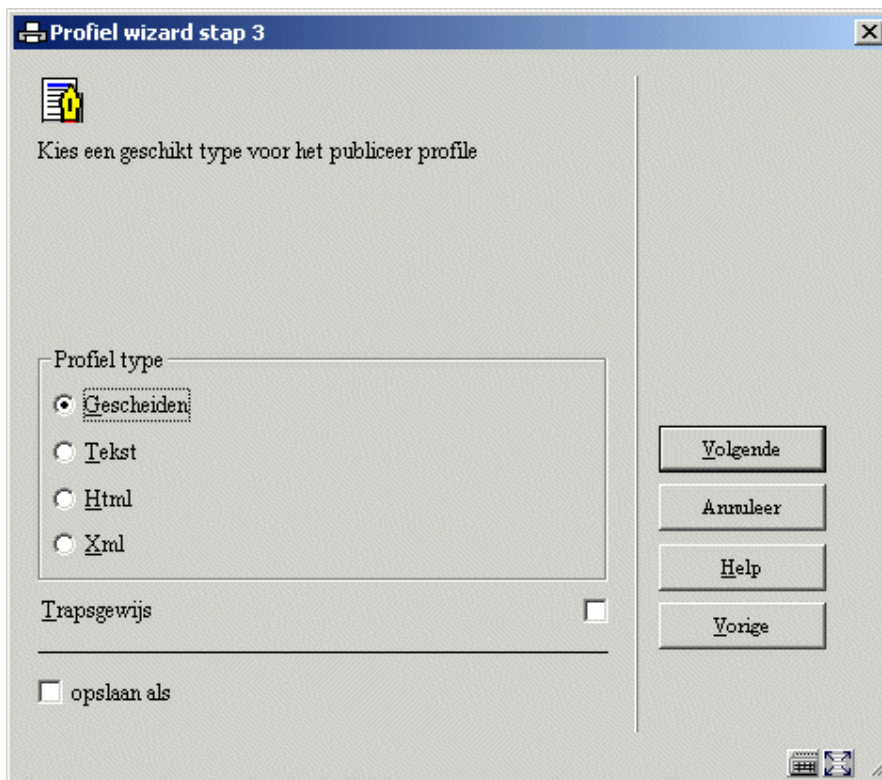 Profiel wizard stap 3
Kies een geschikt type voor het publiceer profile
Profiel type
Gescheiden
Tekst
Html
Xml
Trapsgewijs
opslaan als
Volgende
Annuleer
Help
Vorige